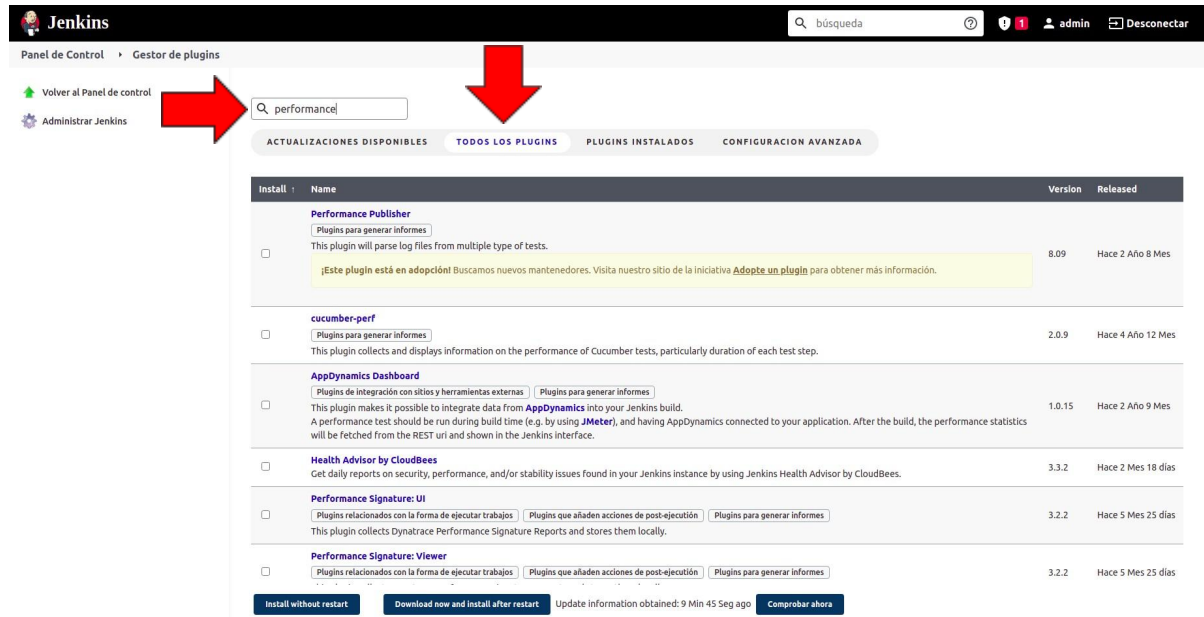 Jenkins
búsqueda
1
admin
Desconectar
Panel de Control
Gestor de plugins
Volver al Panel de control
Administrar Jenkins
performance
ACTUALIZACIONES DISPONIBLES
TODOS LOS PLUGINS
PLUGINS INSTALADOS
CONFIGURACION AVANZADA
Install ↑ Name Version Released
Performance Publisher
Plugins para generar informes
This plugin will parse log files from multiple type of tests.
¡Este plugin está en adopción! Buscamos nuevos mantenedores. Visita nuestro sitio de la iniciativa Adopte un plugin para obtener más información.
8.09 Hace 2 Año 8 Mes
cucumber-perf
Plugins para generar informes
This plugin collects and displays information on the performance of Cucumber tests, particularly duration of each test step.
2.0.9 Hace 4 Año 12 Mes
AppDynamics Dashboard
Plugins de integración con sitios y herramientas externas Plugins para generar informes
This plugin makes it possible to integrate data from AppDynamics into your Jenkins build.
A performance test should be run during build time (e.g. by using JMeter), and having AppDynamics connected to your application. After the build, the performance statistics
will be fetched from the REST uri and shown in the Jenkins interface.
1.0.15 Hace 2 Año 9 Mes
Health Advisor by CloudBees
Get daily reports on security, performance, and/or stability issues found in your Jenkins instance by using Jenkins Health Advisor by CloudBees.
3.3.2 Hace 2 Mes 18 días
Performance Signature: UI
Plugins relacionados con la forma de ejecutar trabajos Plugins que añaden acciones de post-ejecutión Plugins para generar informes
This plugin collects Dynatrace Performance Signature Reports and stores them locally.
3.2.2 Hace 5 Mes 25 días
Performance Signature: Viewer
Plugins relacionados con la forma de ejecutar trabajos Plugins que añaden acciones de post-ejecutión Plugins para generar informes
3.2.2 Hace 5 Mes 25 días
Install without restart
Download now and install after restart
Update information obtained: 9 Min 45 Seg ago
Comprobar ahora